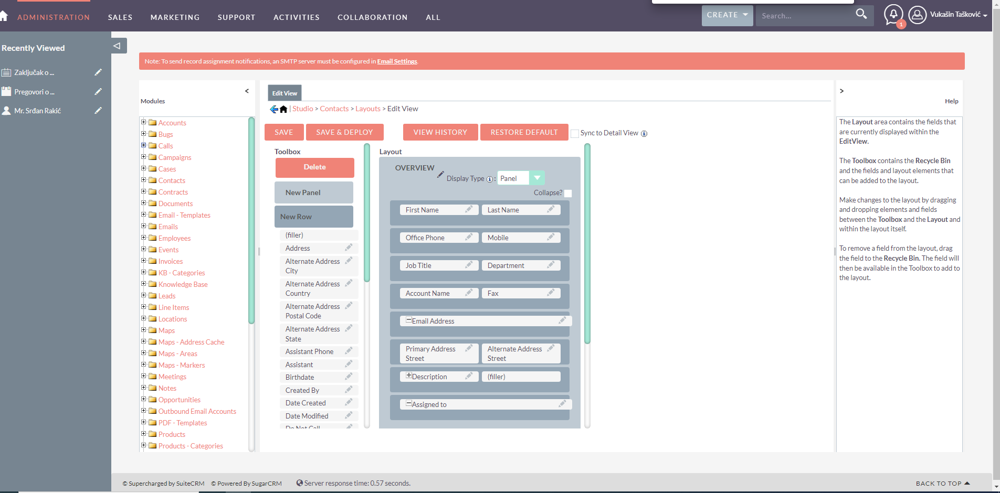 ADMINISTRATION
SALES
MARKETING
SUPPORT
ACTIVITIES
COLLABORATION
ALL
CREATE
Search...
1
Vukašin Tašković
Recently Viewed
Zaključak o ...
Pregovori o ...
Mr. Srđan Rakić
Note: To send record assignment notifications, an SMTP server must be configured in Email Settings.
<
Modules
Accounts
Bugs
Calls
Campaigns
Cases
Contacts
Contracts
Documents
Email - Templates
Emails
Employees
Events
Invoices
KB - Categories
Knowledge Base
Leads
Line Items
Locations
Maps
Maps - Address Cache
Maps - Areas
Maps - Markers
Meetings
Notes
Opportunities
Outbound Email Accounts
PDF - Templates
Products
Products - Categories
Edit View
| Studio > Contacts > Layouts > Edit View
SAVE
SAVE & DEPLOY
VIEW HISTORY
RESTORE DEFAULT
Sync to Detail View
Toolbox
Delete
New Panel
New Row
(filler)
Address
Alternate Address
City
Alternate Address
Country
Alternate Address
Postal Code
Alternate Address
State
Assistant Phone
Assistant
Birthdate
Created By
Date Created
Date Modified
Do Not Call
Layout
OVERVIEW
Display Type : Panel
Collapse?
First Name
Last Name
Office Phone
Mobile
Job Title
Department
Account Name
Fax
Email Address
Primary Address
Street
Alternate Address
Street
Description
(filler)
Assigned to
>
Help
The Layout area contains the fields that
are currently displayed within the
EditView.
The Toolbox contains the Recycle Bin
and the fields and layout elements that
can be added to the layout.
Make changes to the layout by dragging
and dropping elements and fields
between the Toolbox and the Layout and
within the layout itself.
To remove a field from the layout, drag
the field to the Recycle Bin. The field will
then be available in the Toolbox to add to
the layout.
© Supercharged by SuiteCRM
© Powered By SugarCRM
Server response time: 0.57 seconds.
BACK TO TOP